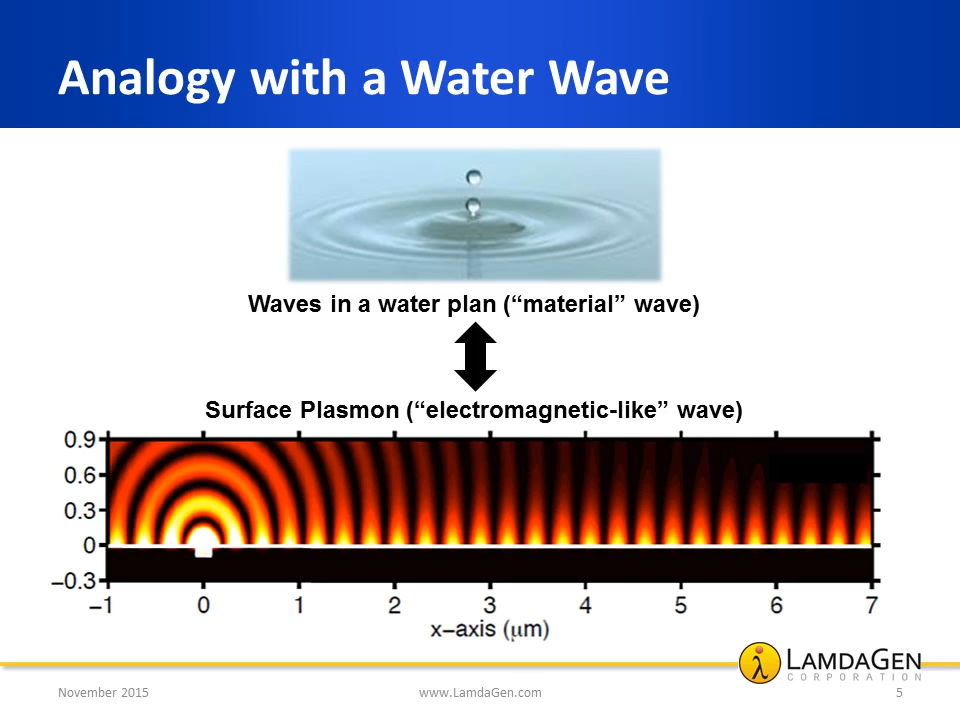 Analogy with a Water Wave
Waves in a water plan (“material” wave)
Surface Plasmon (“electromagnetic-like” wave)
0.9
0.6
0.3
0
−0.3
−1 0 1 2 3 4 5 6 7
x−axis (μm)
λ LAMDAGEN
CORPORATION
November 2015 www.LamdaGen.com 5